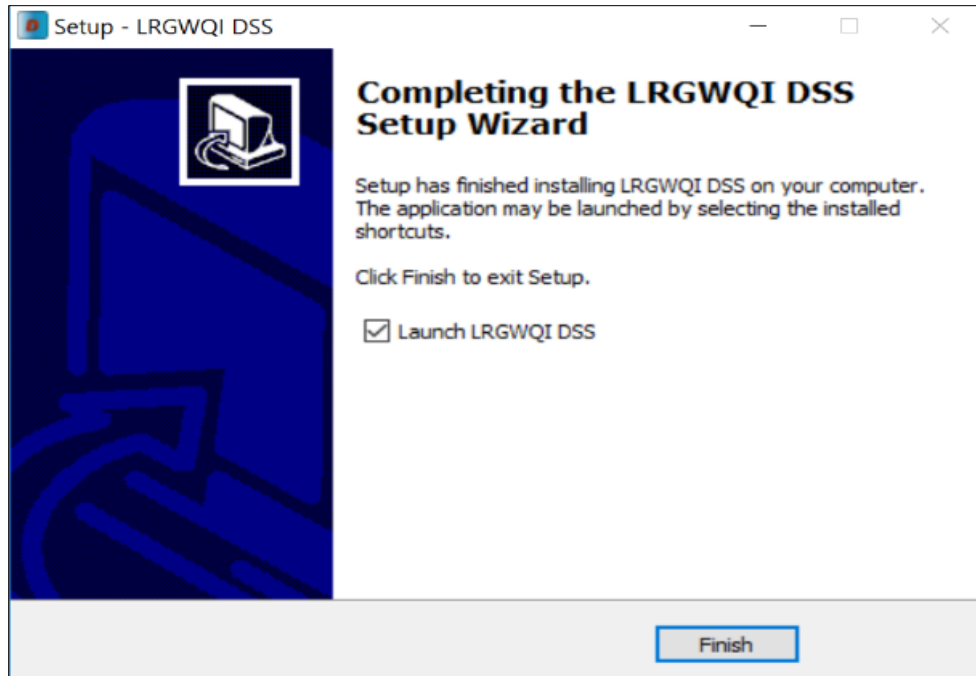 Setup - LRGWQI DSS
Completing the LRGWQI DSS
Setup Wizard
Setup has finished installing LRGWQI DSS on your computer.
The application may be launched by selecting the installed
shortcuts.
Click Finish to exit Setup.
Launch LRGWQI DSS
Finish